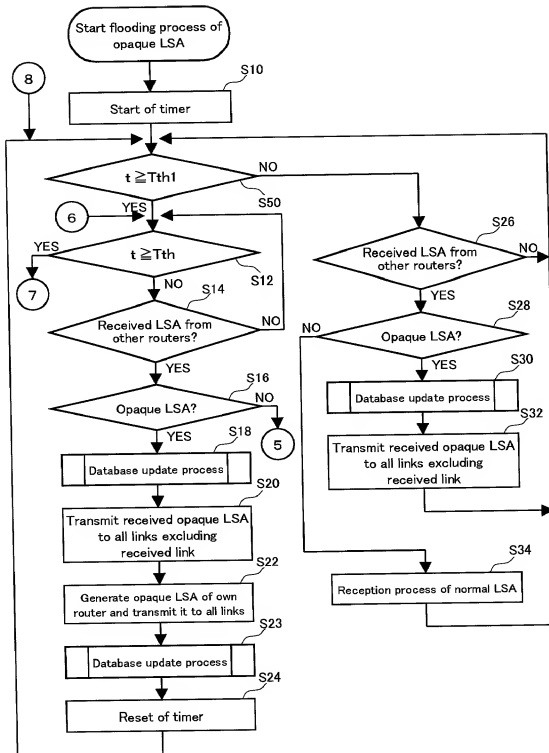 Start flooding process of
opaque LSA
8
S10
Start of timer
t ≧Tth1
NO
S50
YES
6
S26
YES
t ≧Tth
S12
Received LSA from
other routers?
NO
7
NO
S14
YES
Received LSA from
other routers?
NO
S28
NO
Opaque LSA?
YES
YES
S16
S30
Opaque LSA?
NO
Database update process
S32
5
YES
S18
Database update process
Transmit received opaque LSA
to all links excluding
received link
S20
Transmit received opaque LSA
to all links excluding
received link
S22
S34
Generate opaque LSA of own
router and transmit it to all links
Reception process of normal LSA
S23
Database update process
S24
Reset of timer